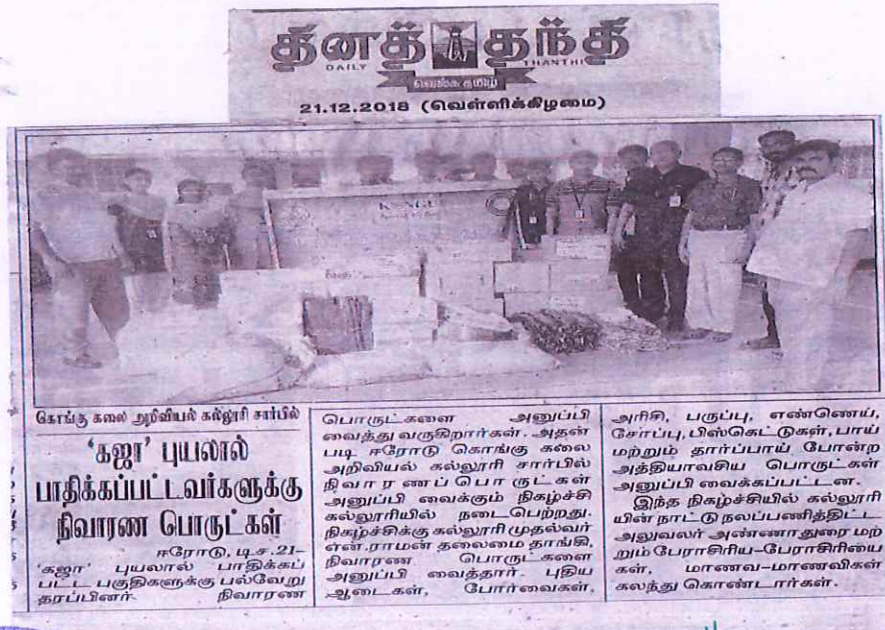 தினத் தந்தி
DAILY THANTHI
வெல்க தமிழ்
21.12.2018 (வெள்ளிக்கிழமை)
கொங்கு கலை அறிவியல் கல்லூரி சார்பில்
‘கஜா’ புயலால்
பாதிக்கப்பட்டவர்களுக்கு
நிவாரண பொருட்கள்
ஈரோடு, டிச.21–
‘கஜா’ புயலால் பாதிக்கப்
பட்ட பகுதிகளுக்கு பல்வேறு
தரப்பினர் நிவாரண
பொருட்களை அனுப்பி
வைத்து வருகிறார்கள். அதன்
படி ஈரோடு கொங்கு கலை
அறிவியல் கல்லூரி சார்பில்
நிவாரணப்பொருட்கள்
அனுப்பி வைக்கும் நிகழ்ச்சி
கல்லூரியில் நடைபெற்றது.
நிகழ்ச்சிக்கு கல்லூரி முதல்வர்
என்.ராமன் தலைமை தாங்கி,
நிவாரண பொருட்களை
அனுப்பி வைத்தார். புதிய
ஆடைகள், போர்வைகள்,
அரிசி, பருப்பு, எண்ணெய்,
சோப்பு, பிஸ்கெட்டுகள், பாய்
மற்றும் தார்ப்பாய் போன்ற
அத்தியாவசிய பொருட்கள்
அனுப்பி வைக்கப்பட்டன.
இந்த நிகழ்ச்சியில் கல்லூரி
யின் நாட்டு நலப்பணித்திட்ட
அலுவலர் அண்ணாதுரை மற்
றும் பேராசிரிய–பேராசிரியை
கள், மாணவ–மாணவிகள்
கலந்து கொண்டார்கள்.